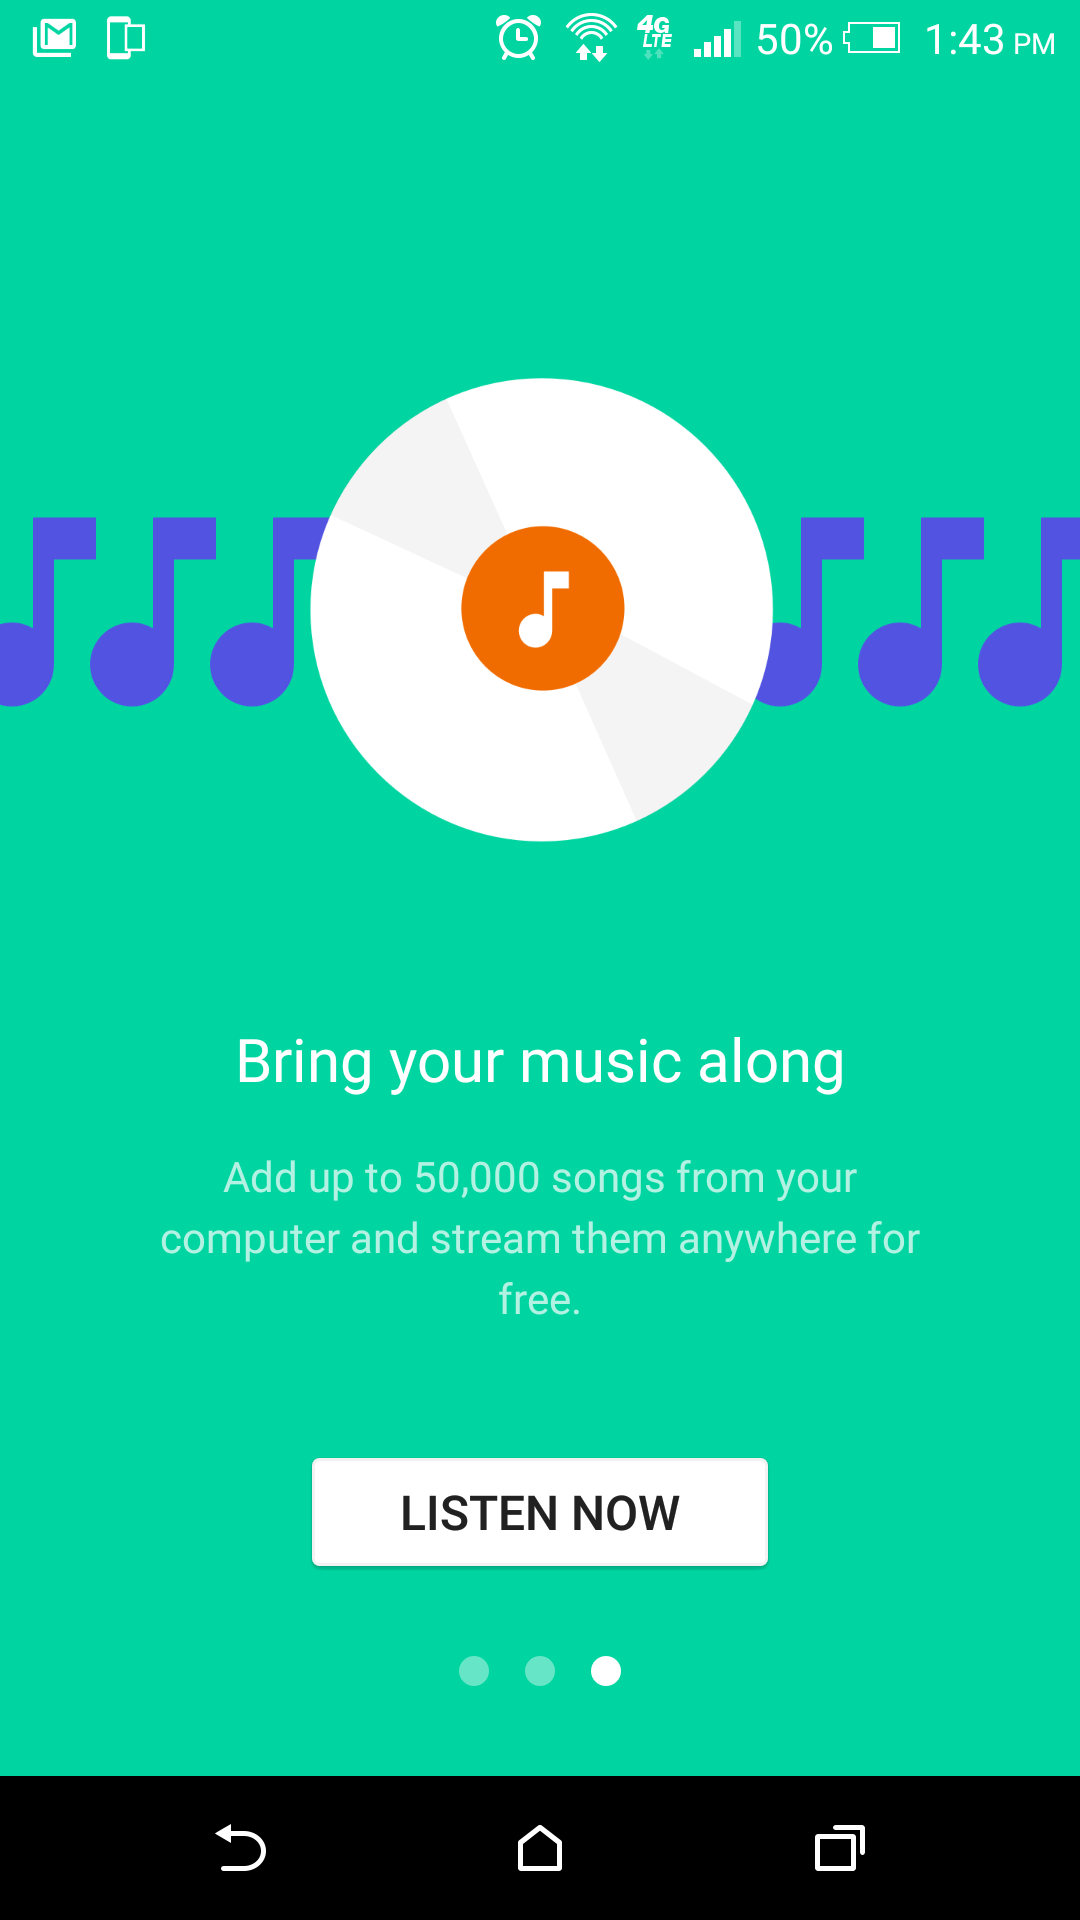 4G LTE 50% 1:43 PM
Bring your music along
Add up to 50,000 songs from your
computer and stream them anywhere for
free.
LISTEN NOW